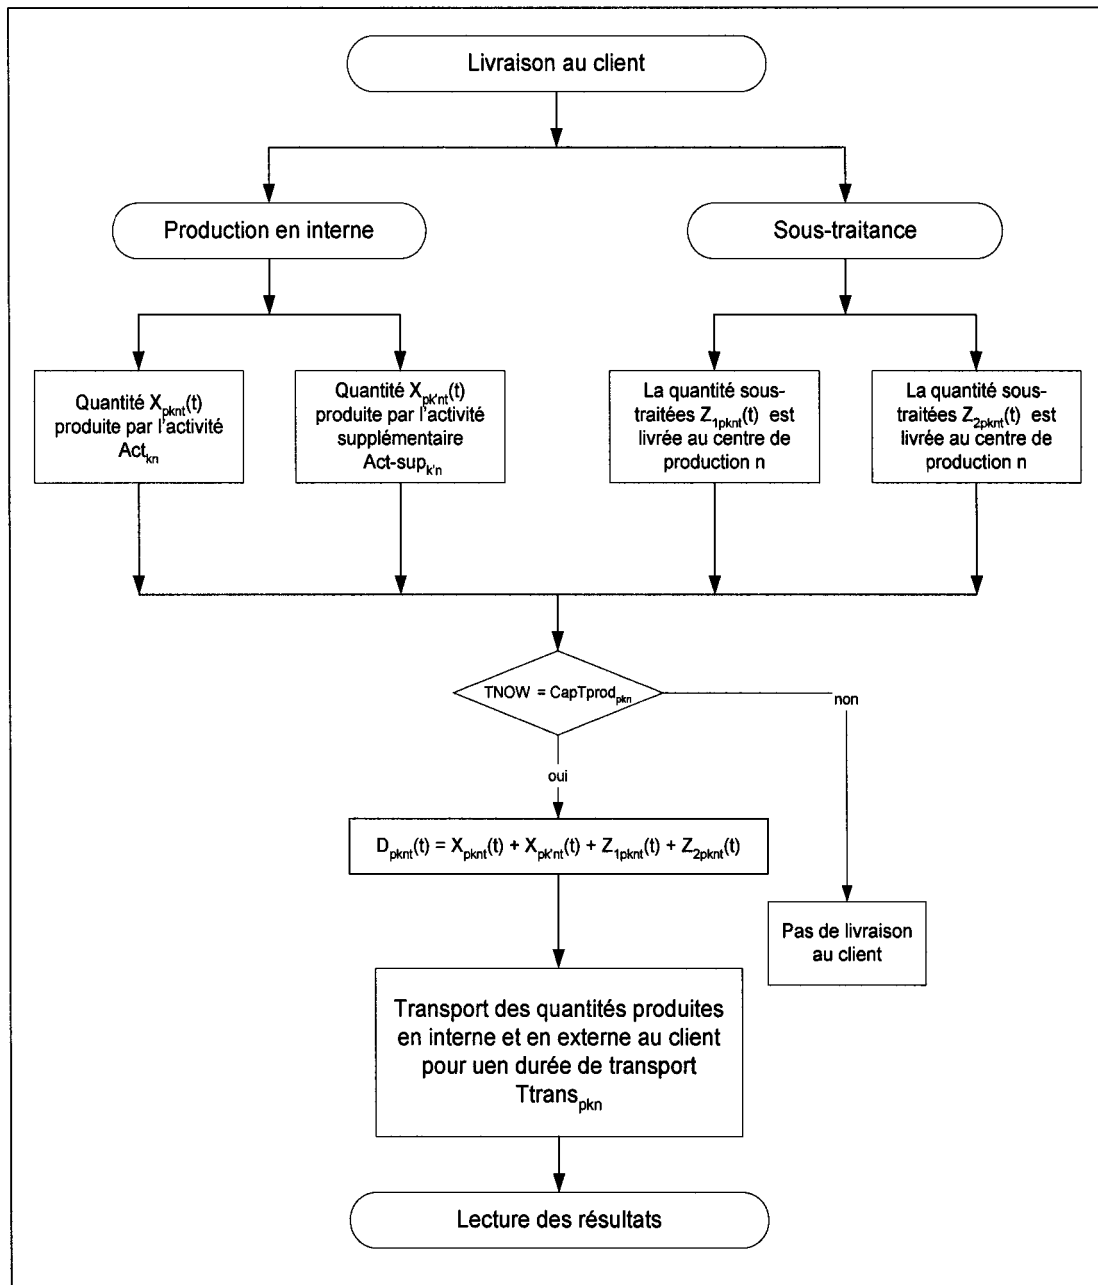 Livraison au client
Production en interne
Sous-traitance
Quantité X_pknt(t)
produite par l'activité
Act_kn
Quantité X_pk'nt(t)
produite par l'activité
supplémentaire
Act-sup_k'n
La quantité sous-
traitées Z_1pknt(t) est
livrée au centre de
production n
La quantité sous-
traitées Z_2pknt(t) est
livrée au centre de
production n
TNOW = CapTprod_pkn
non
oui
D_pknt(t) = X_pknt(t) + X_pk'nt(t) + Z_1pknt(t) + Z_2pknt(t)
Pas de livraison
au client
Transport des quantités produites
en interne et en externe au client
pour uen durée de transport
Ttrans_pkn
Lecture des résultats